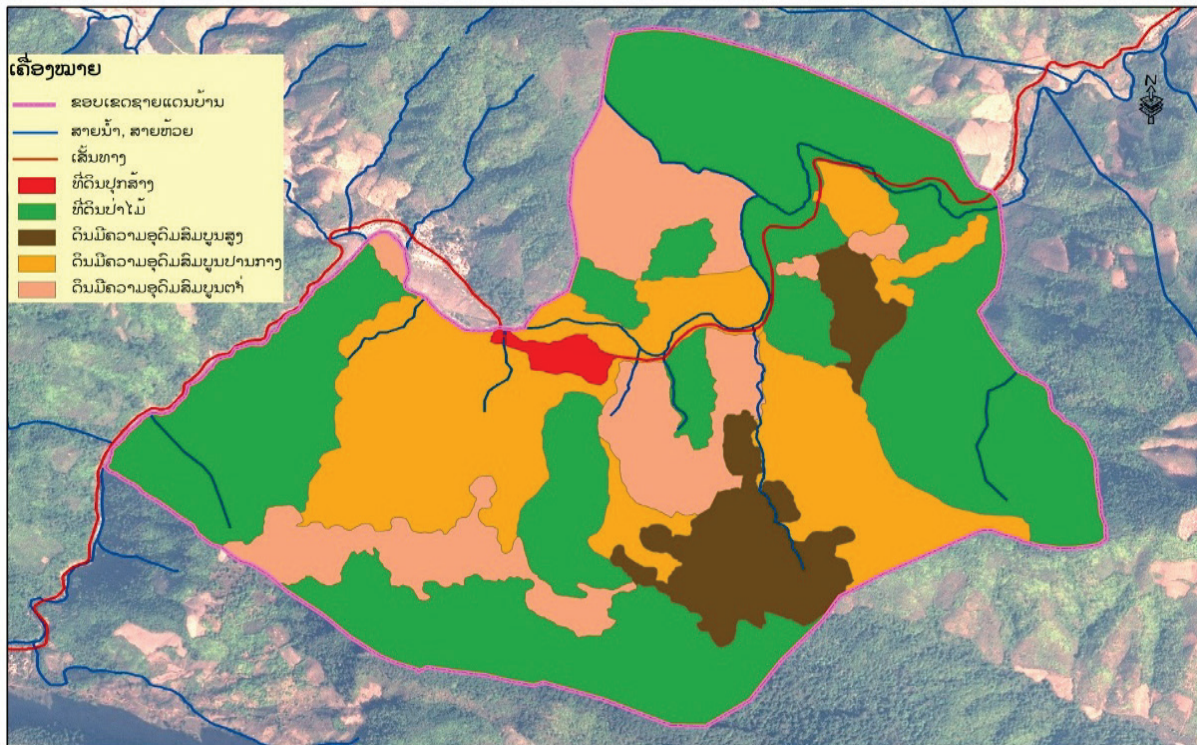 ເຄື່ອງໝາຍ
ຂອບເຂດຊາຍແດນບ້ານ
ສາຍນ້ຳ, ສາຍຫ້ວຍ
ເສັ້ນທາງ
ທີ່ດິນປຸກສ້າງ
ທີ່ດິນປ່າໄມ້
ດິນມີຄວາມອຸດົມສົມບູນສູງ
ດິນມີຄວາມອຸດົມສົມບູນປານກາງ
ດິນມີຄວາມອຸດົມສົມບູນຕຳ່
N